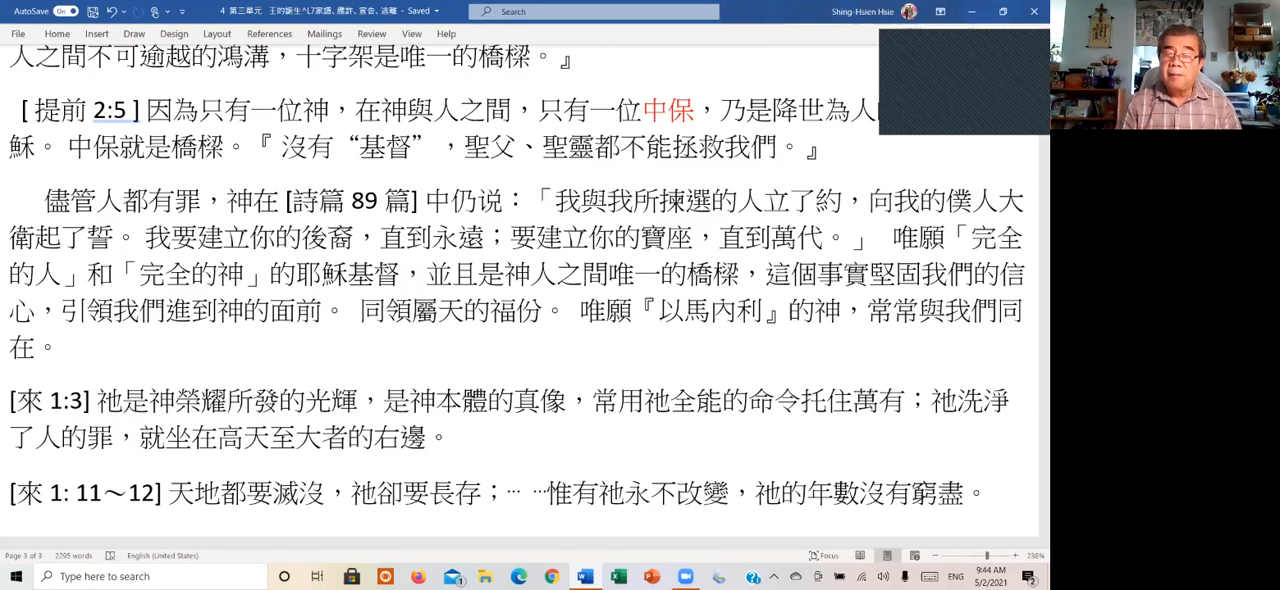 AutoSave On 4 第三單元 王的誕生^L7家譜、應許、宣告、逃離 - Saved Search Shing-Hsien Hsie
File Home Insert Draw Design Layout References Mailings Review View Help
人之間不可逾越的鴻溝，十字架是唯一的橋樑。』
[ 提前 2:5 ] 因為只有一位神，在神與人之間，只有一位中保，乃是降世為人
穌。 中保就是橋樑。『 沒有“基督”，聖父、聖靈都不能拯救我們。』
儘管人都有罪，神在 [詩篇 89 篇] 中仍说：「我與我所揀選的人立了約，向我的僕人大
衛起了誓。 我要建立你的後裔，直到永遠；要建立你的寶座，直到萬代。」 唯願「完全
的人」和「完全的神」的耶穌基督，並且是神人之間唯一的橋樑，這個事實堅固我們的信
心，引領我們進到神的面前。 同領屬天的福份。 唯願『以馬內利』的神，常常與我們同
在。
[來 1:3] 祂是神榮耀所發的光輝，是神本體的真像，常用祂全能的命令托住萬有；祂洗淨
了人的罪，就坐在高天至大者的右邊。
[來 1: 11～12] 天地都要滅沒，祂卻要長存；… …惟有祂永不改變，祂的年數沒有窮盡。
Page 3 of 3 2295 words English (United States) Focus 238%
Type here to search ENG 9:44 AM
5/2/2021